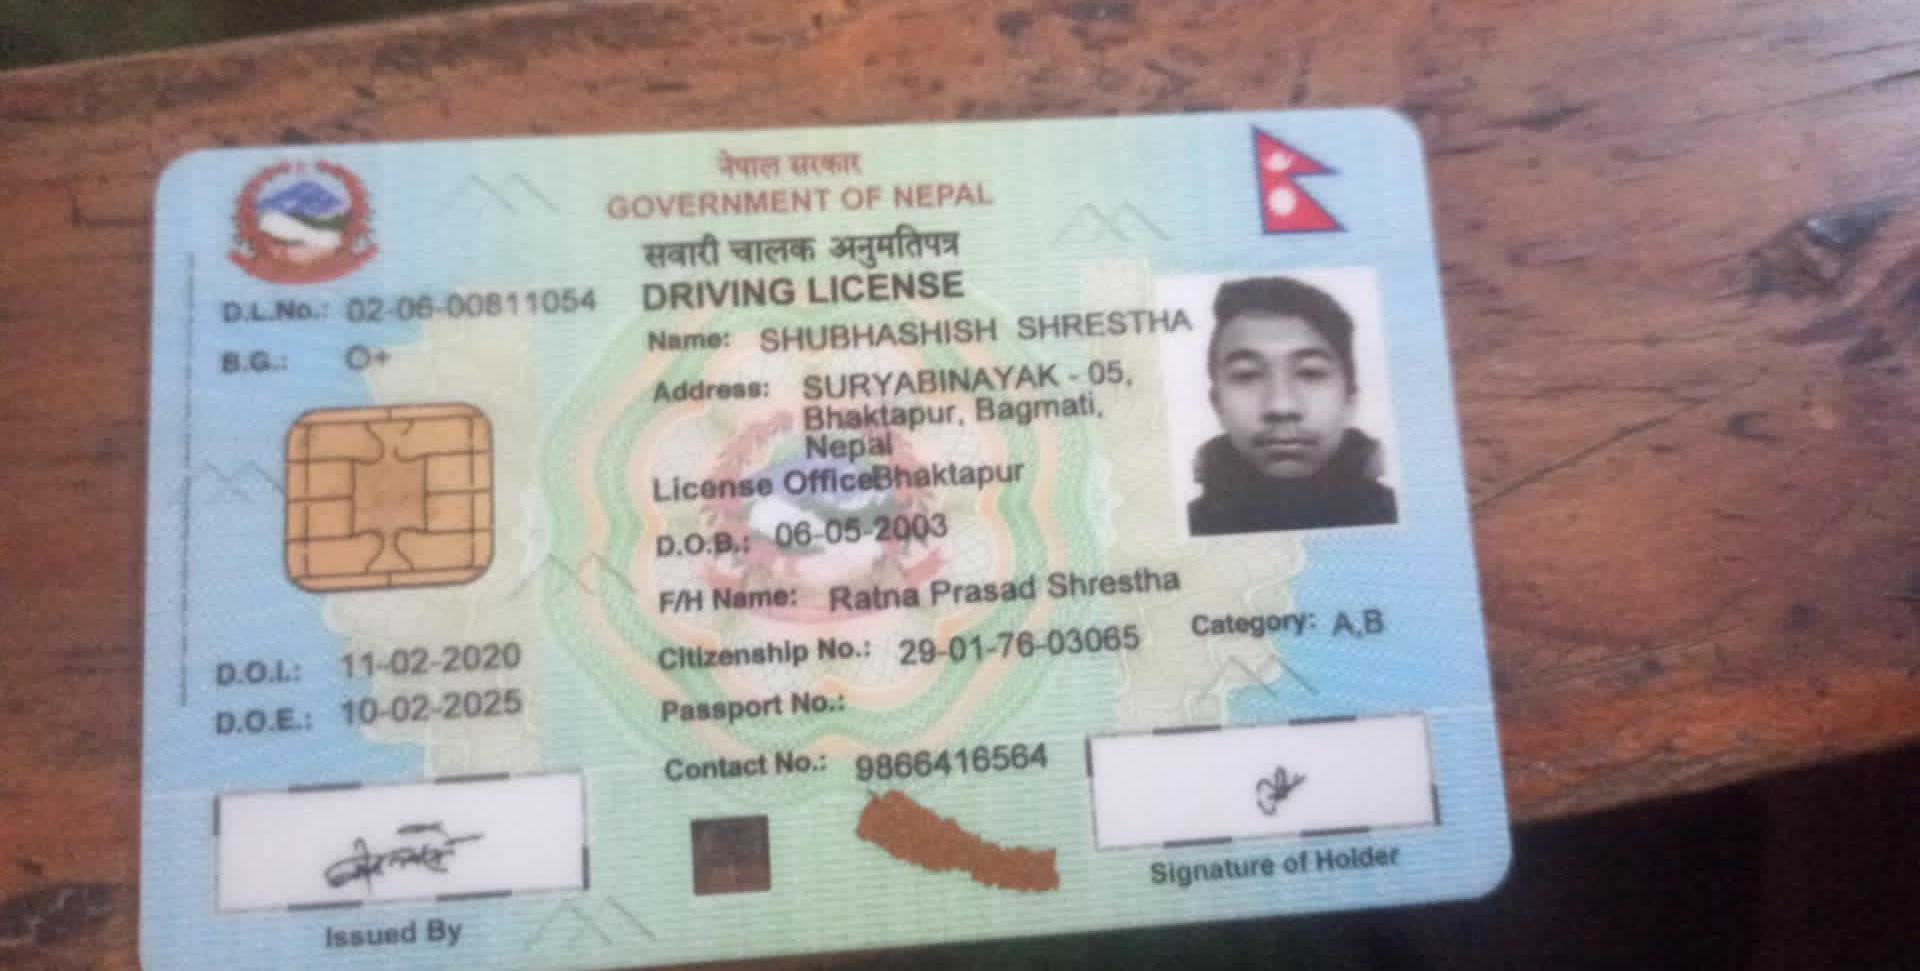 नेपाल सरकार
GOVERNMENT OF NEPAL
सवारी चालक अनुमतिपत्र
DRIVING LICENSE
D.L.No.: 02-06-00811054
B.G.: O+
Name: SHUBHASHISH SHRESTHA
Address: SURYABINAYAK - 05,
Bhaktapur, Bagmati,
Nepal
License OfficeBhaktapur
D.O.B.: 06-05-2003
F/H Name: Ratna Prasad Shrestha
Citizenship No.: 29-01-76-03065
Category: A,B
D.O.I.: 11-02-2020
D.O.E.: 10-02-2025
Passport No.:
Contact No.: 9866416564
Issued By
Signature of Holder